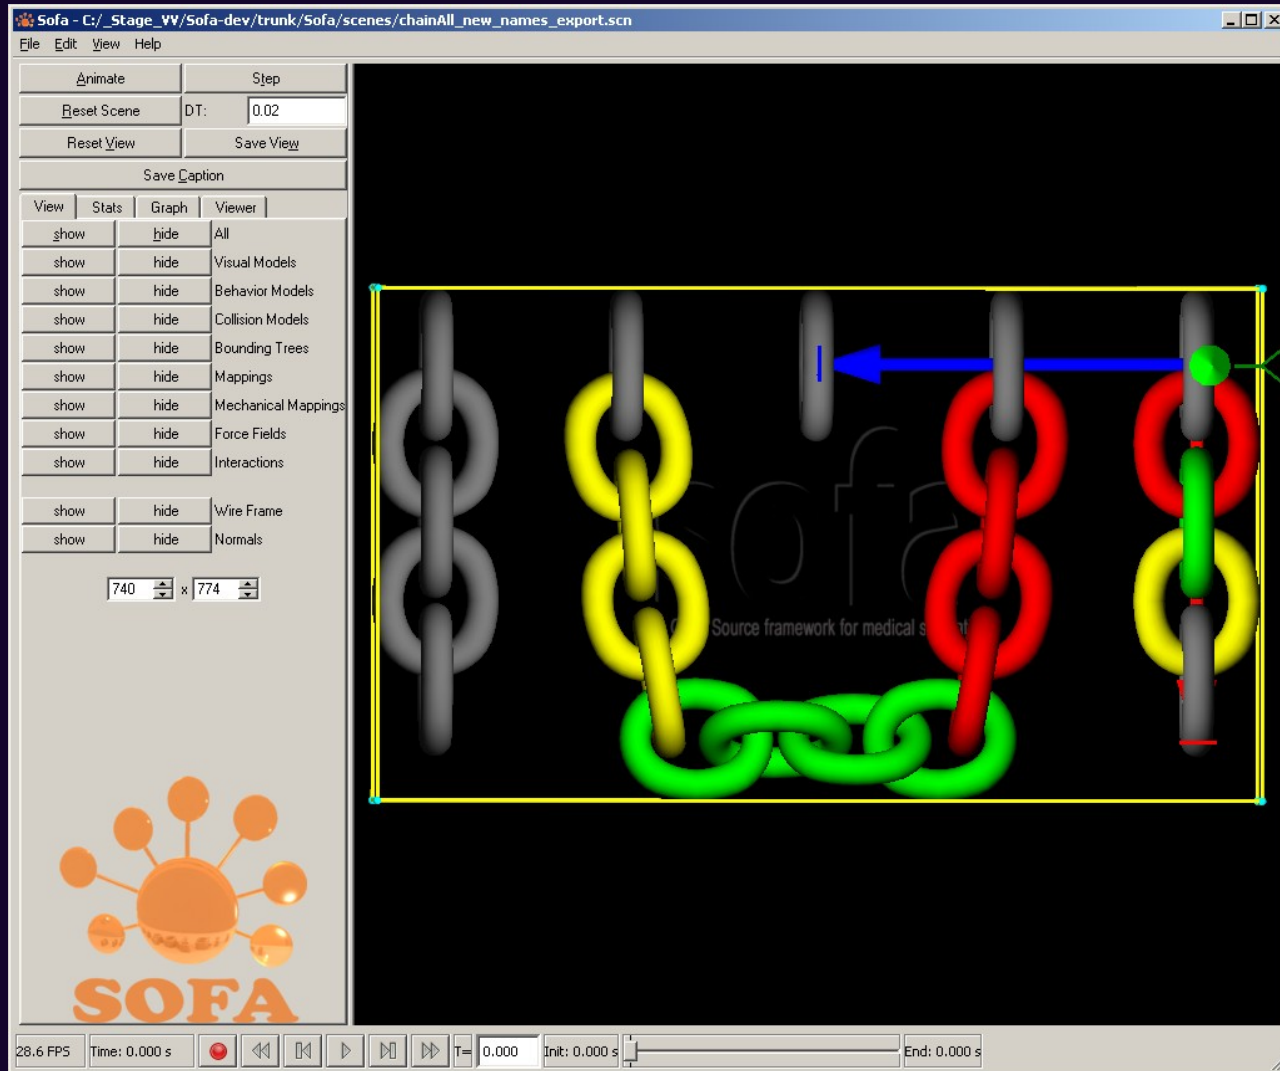 Sofa - C:/_Stage_VV/Sofa-dev/trunk/Sofa/scenes/chainAll_new_names_export.scn
File Edit View Help
Animate Step
Reset Scene DT: 0.02
Reset View Save View
Save Caption
View Stats Graph Viewer
show hide All
show hide Visual Models
show hide Behavior Models
show hide Collision Models
show hide Bounding Trees
show hide Mappings
show hide Mechanical Mappings
show hide Force Fields
show hide Interactions
show hide Wire Frame
show hide Normals
740 x 774
sofa
Source framework for medical
SOFA
28.6 FPS Time: 0.000 s T= 0.000 Init: 0.000 s End: 0.000 s